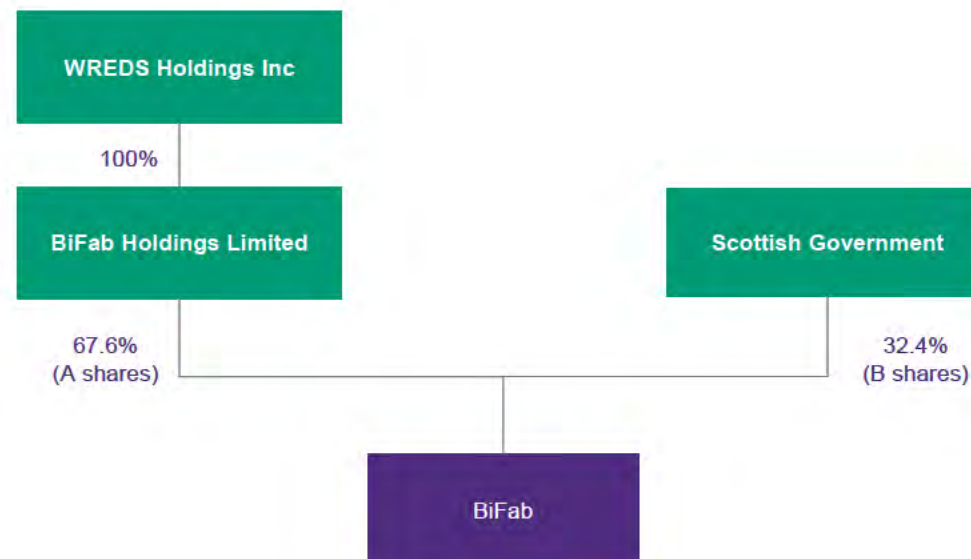 WREDS Holdings Inc
100%
BiFab Holdings Limited
Scottish Government
67.6%
(A shares)
32.4%
(B shares)
BiFab